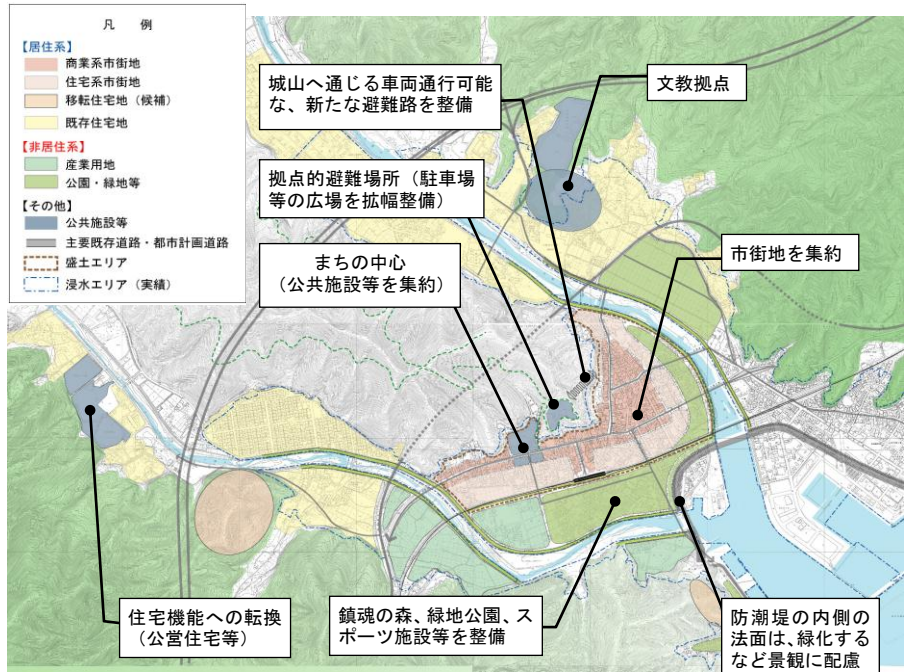 凡 例
【居住系】
商業系市街地
住宅系市街地
移転住宅地（候補）
既存住宅地
【非居住系】
産業用地
公園・緑地等
【その他】
公共施設等
主要既存道路・都市計画道路
盛土エリア
浸水エリア（実績）
城山へ通じる車両通行可能
な、新たな避難路を整備
文教拠点
拠点的避難場所（駐車場
等の広場を拡幅整備）
まちの中心
（公共施設等を集約）
市街地を集約
住宅機能への転換
（公営住宅等）
鎮魂の森、緑地公園、ス
ポーツ施設等を整備
防潮堤の内側の
法面は、緑化する
など景観に配慮